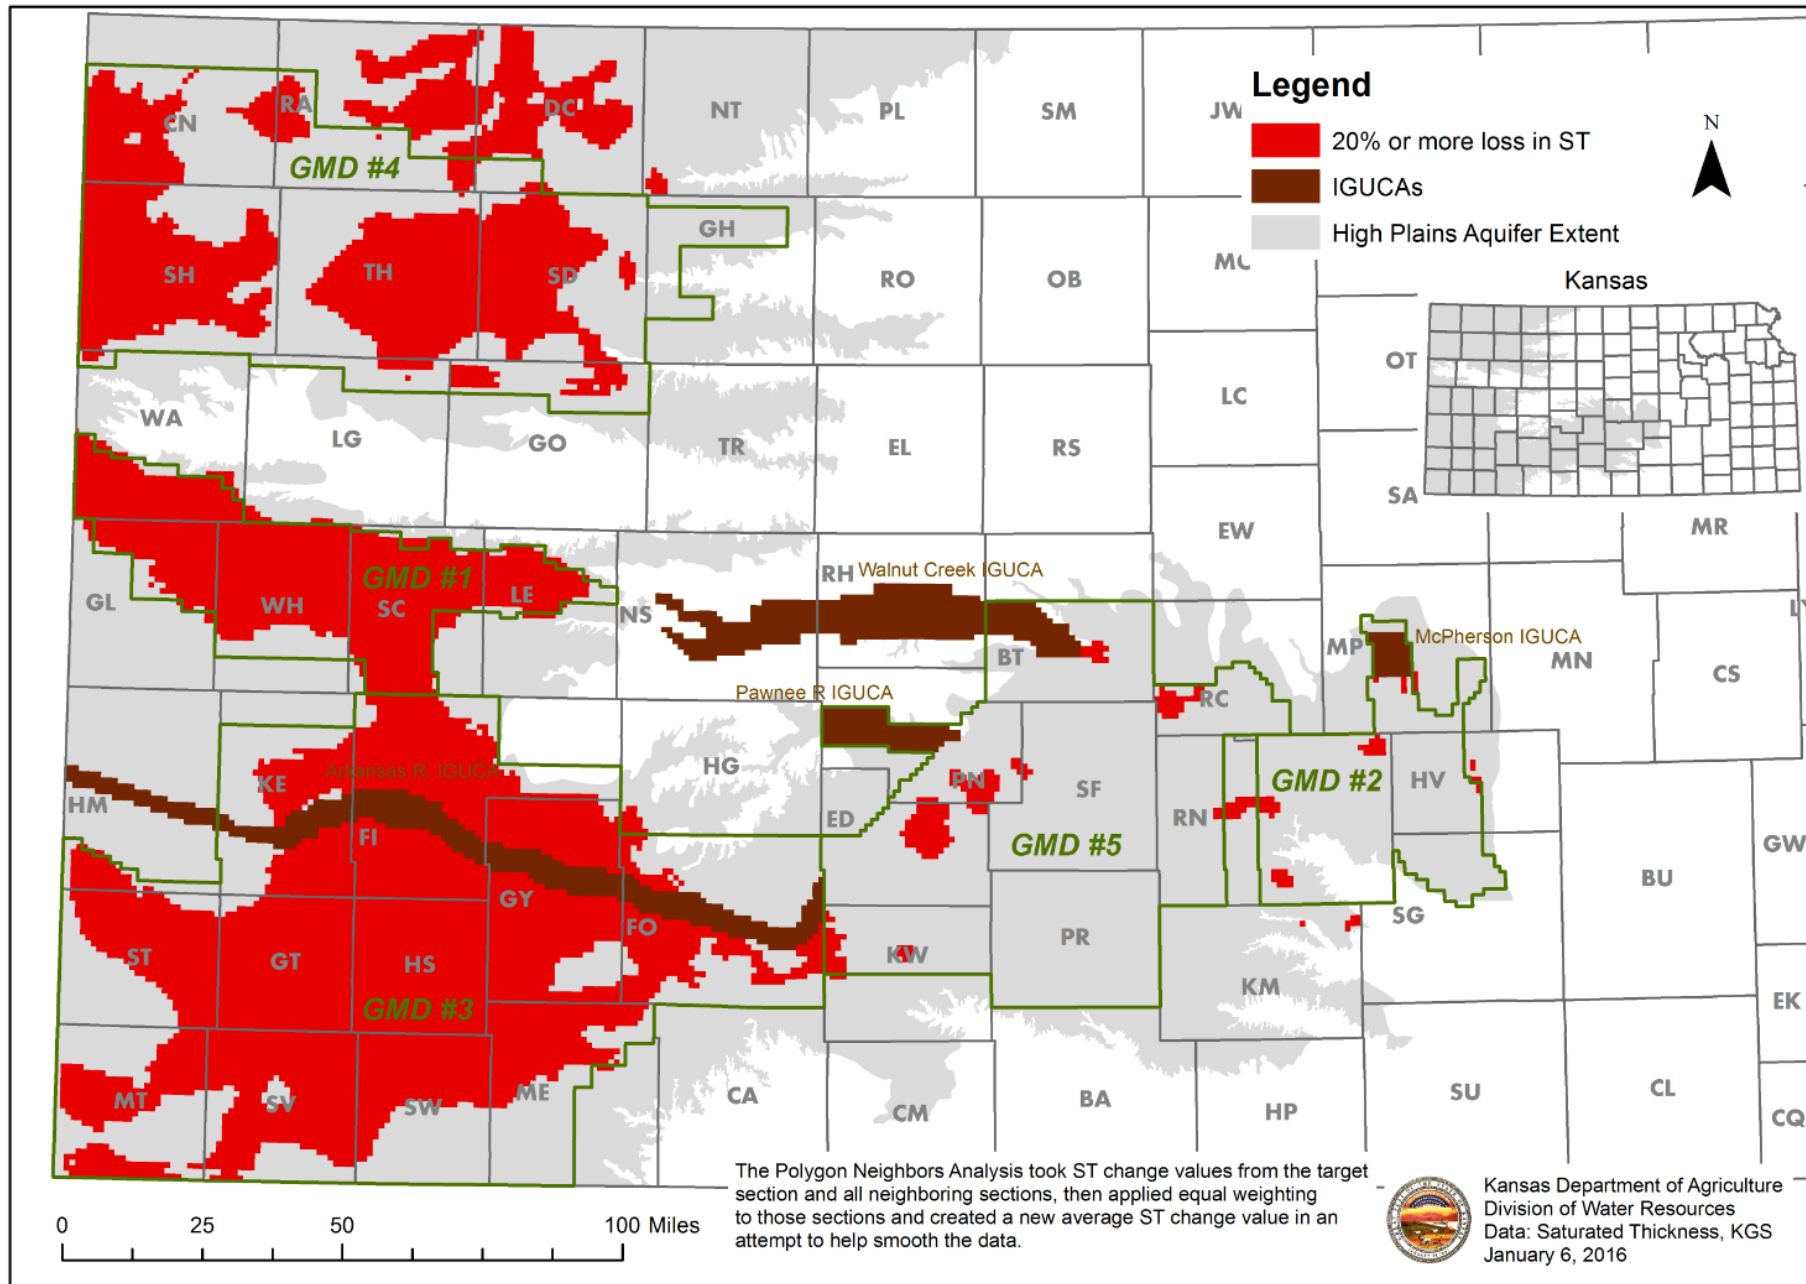 Legend
20% or more loss in ST
IGUCAs
High Plains Aquifer Extent
N
Kansas
CN
RA
DC
NT
PL
SM
JW
GMD #4
SH
TH
SD
GH
RO
OB
MC
OT
WA
LG
GO
TR
EL
RS
LC
SA
EW
MR
GL
WH
GMD #1
SC
LE
NS
RH
Walnut Creek IGUCA
BT
MP
McPherson IGUCA
MN
CS
Pawnee R IGUCA
RC
HM
KE
Arkansas R. IGUCA
FI
HG
ED
PN
SF
GMD #5
RN
GMD #2
HV
GW
BU
GY
FO
KW
PR
SG
ST
GT
HS
GMD #3
KM
EK
MT
SV
SW
ME
CA
CM
BA
HP
SU
CL
CQ
The Polygon Neighbors Analysis took ST change values from the target
section and all neighboring sections, then applied equal weighting
to those sections and created a new average ST change value in an
attempt to help smooth the data.
0 25 50 100 Miles
Kansas Department of Agriculture
Division of Water Resources
Data: Saturated Thickness, KGS
January 6, 2016